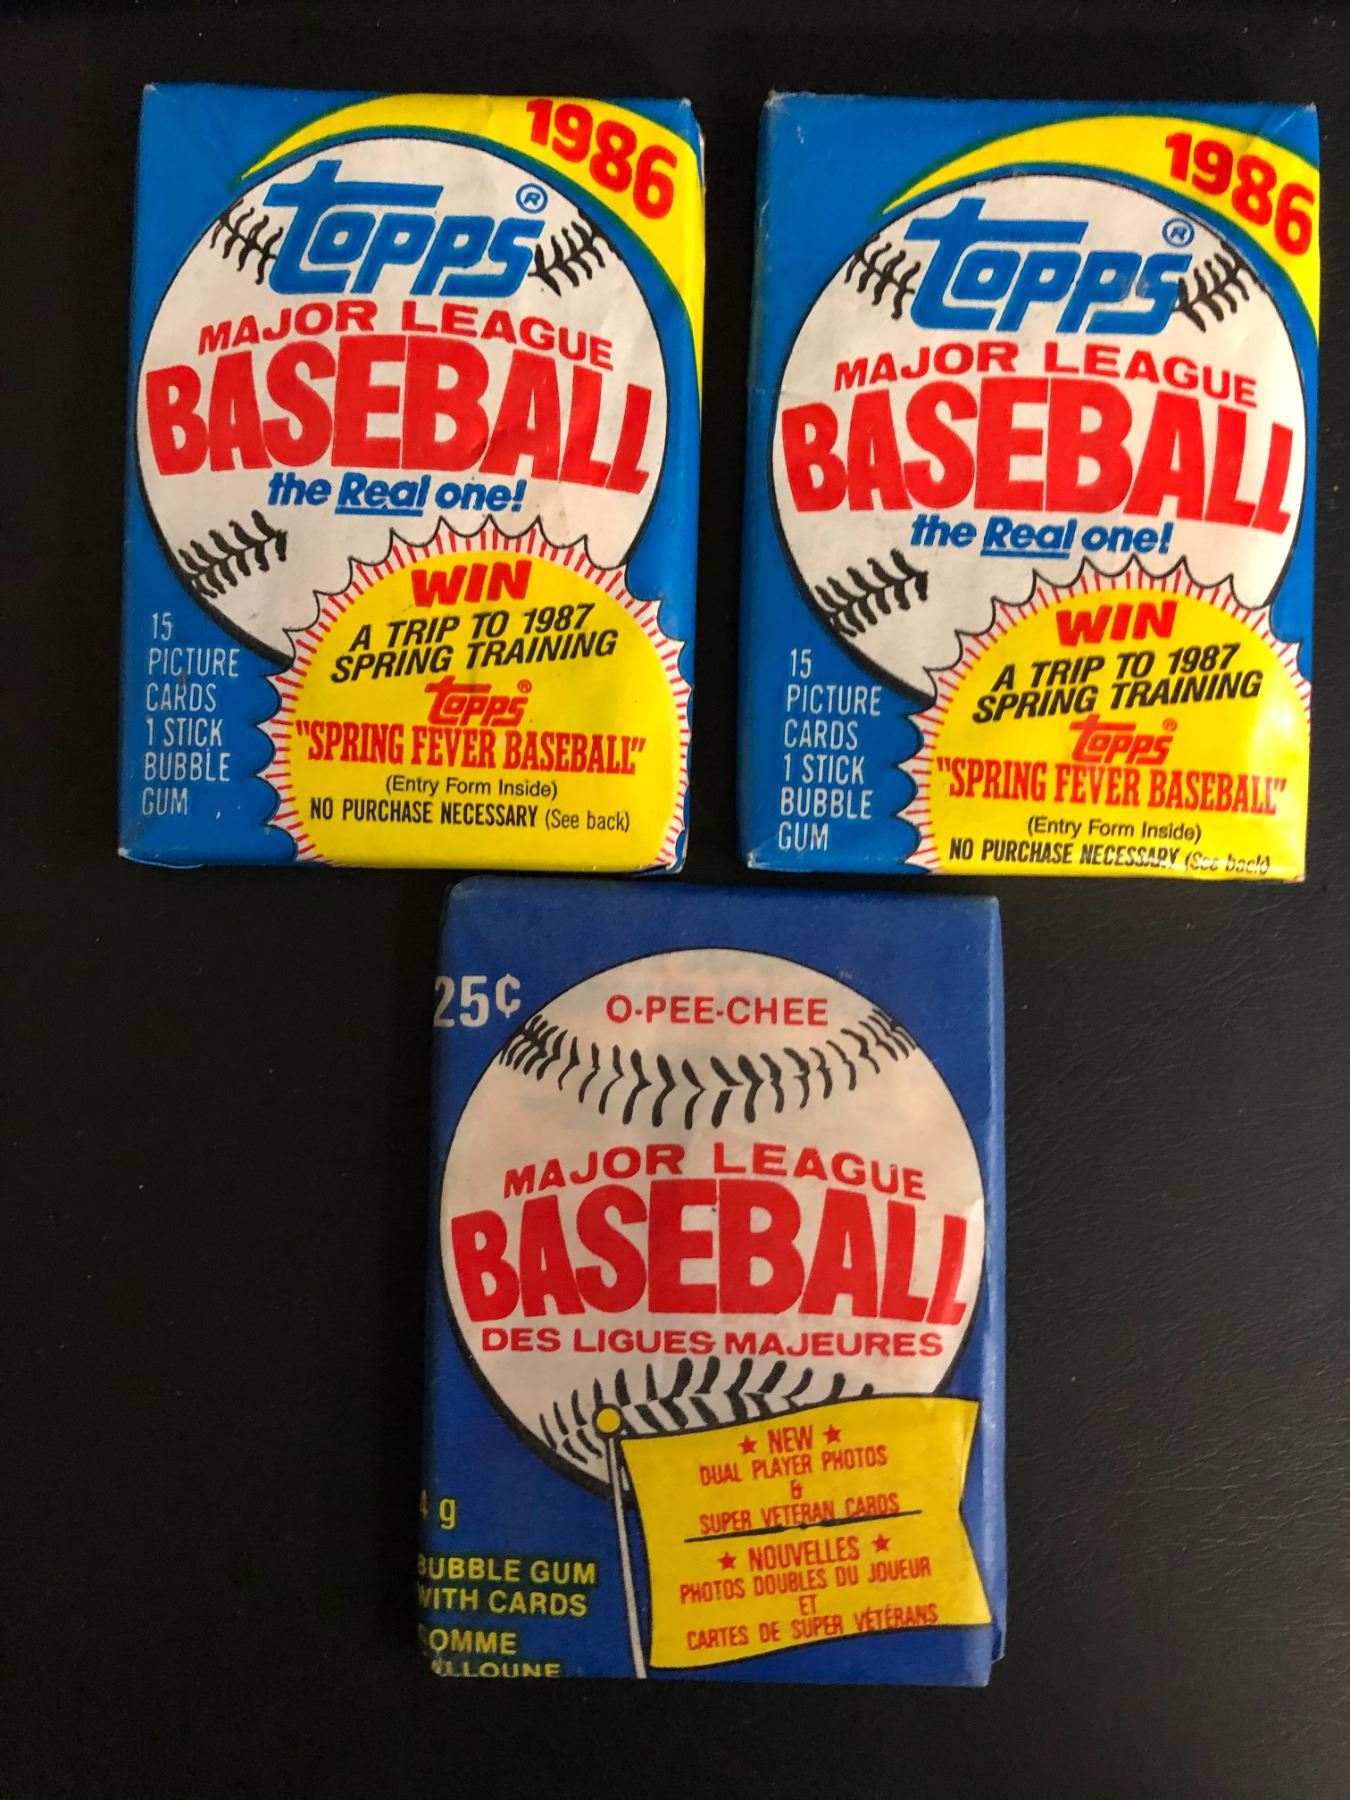 1986
Topps®
MAJOR LEAGUE
BASEBALL
the Real one!
WIN
A TRIP TO 1987
SPRING TRAINING
Topps®
"SPRING FEVER BASEBALL"
(Entry Form Inside)
NO PURCHASE NECESSARY (See back)
15
PICTURE
CARDS
1 STICK
BUBBLE
GUM
1986
Topps®
MAJOR LEAGUE
BASEBALL
the Real one!
WIN
A TRIP TO 1987
SPRING TRAINING
Topps®
"SPRING FEVER BASEBALL"
(Entry Form Inside)
NO PURCHASE NECESSARY (See back)
15
PICTURE
CARDS
1 STICK
BUBBLE
GUM
25¢
O-PEE-CHEE
MAJOR LEAGUE
BASEBALL
DES LIGUES MAJEURES
★ NEW ★
DUAL PLAYER PHOTOS
&
SUPER VETERAN CARDS
★ NOUVELLES ★
PHOTOS DOUBLES DU JOUEUR
ET
CARTES DE SUPER VÉTÉRANS
4 g
BUBBLE GUM
WITH CARDS
GOMME